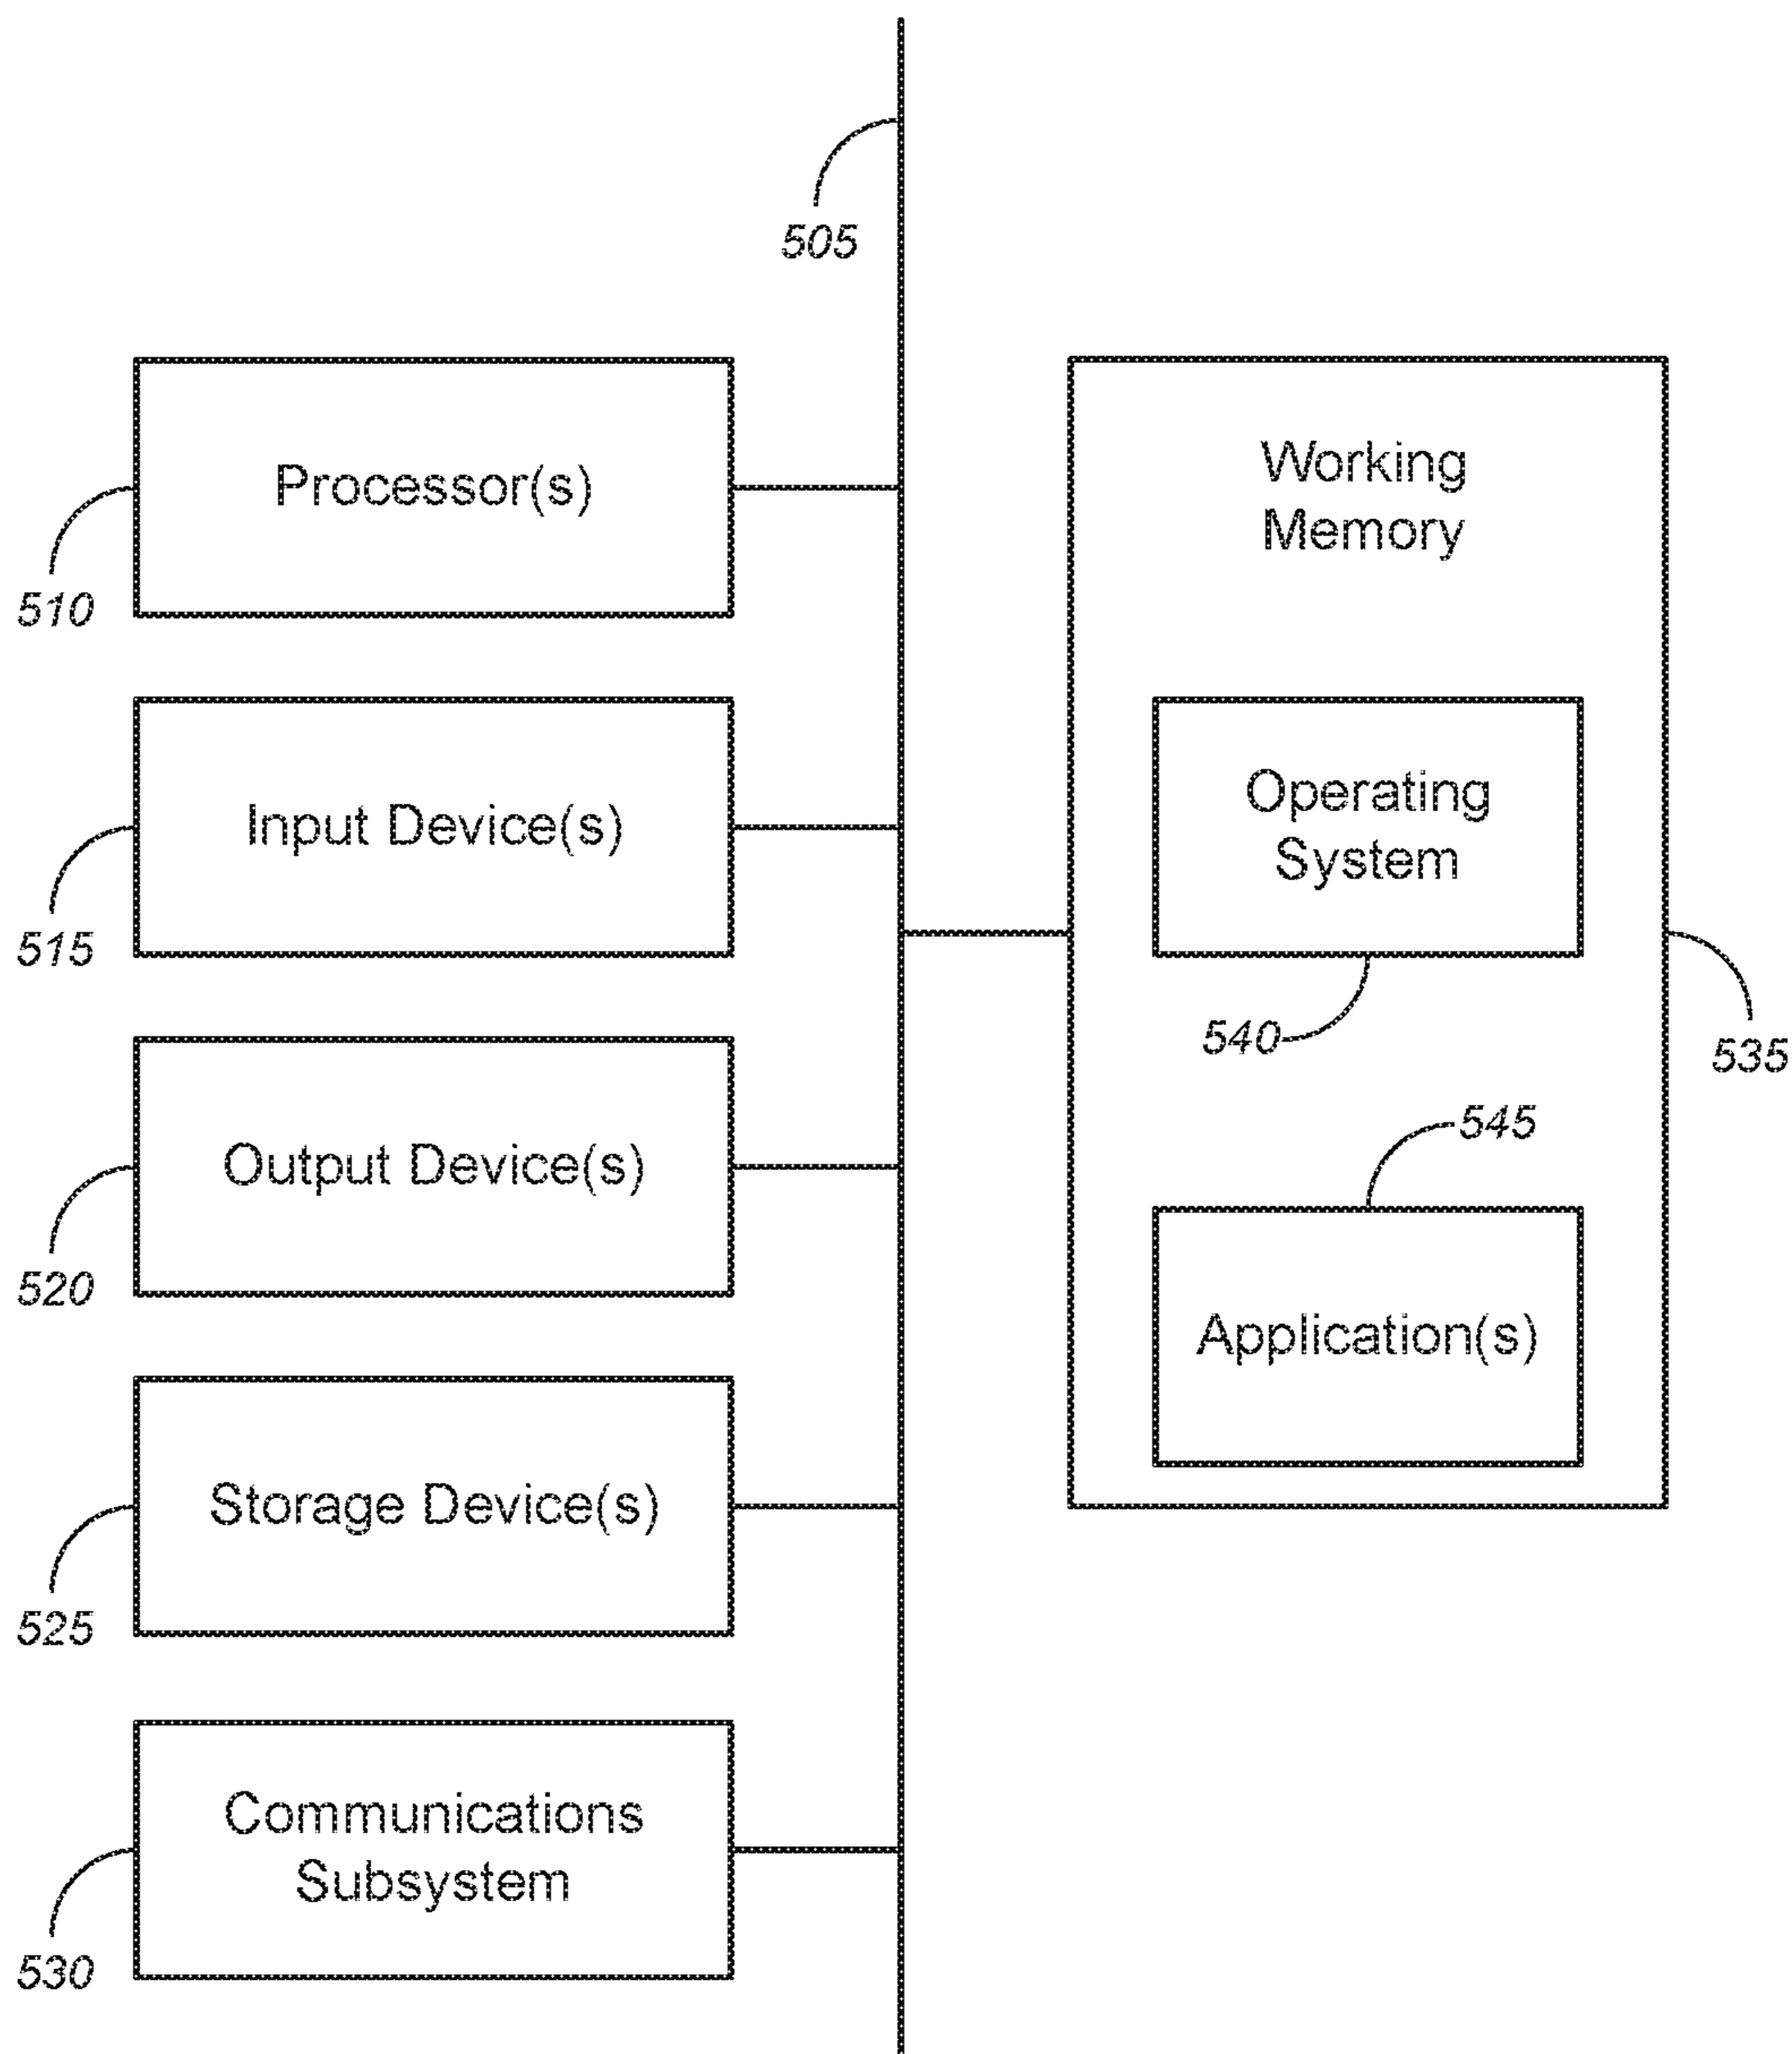 505
Processor(s)
510
Input Device(s)
515
Output Device(s)
520
Storage Device(s)
525
Communications
Subsystem
530
Working
Memory
Operating
System
540
535
545
Application(s)